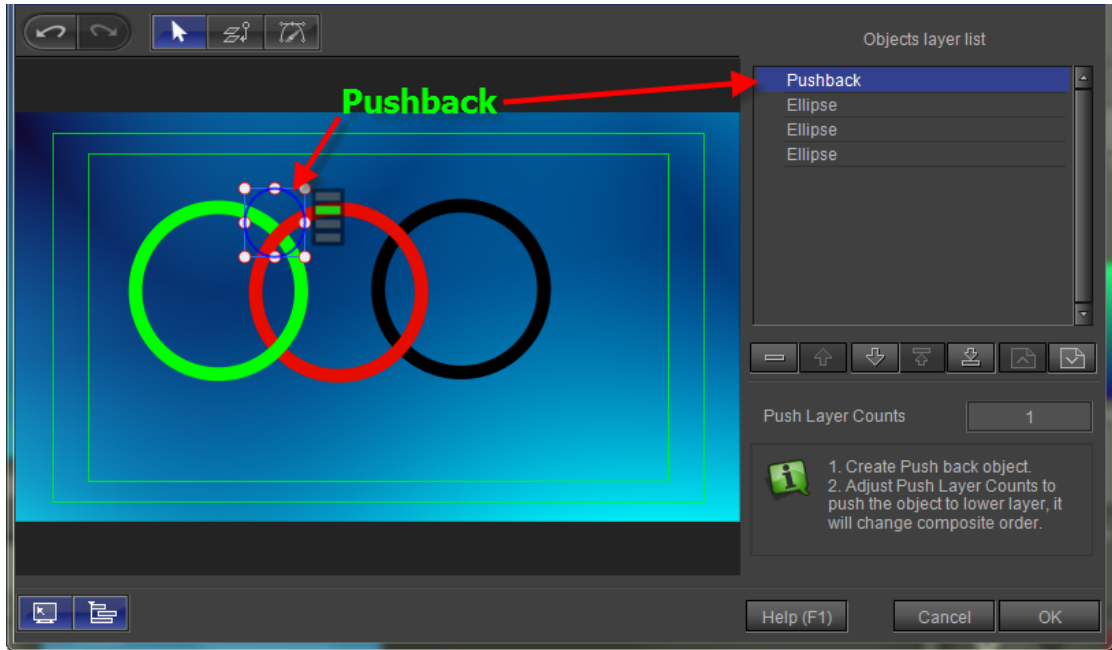 Objects layer list
Pushback
Pushback
Ellipse
Ellipse
Ellipse
Push Layer Counts 1
1. Create Push back object.
2. Adjust Push Layer Counts to
push the object to lower layer, it
will change composite order.
Help (F1) Cancel OK